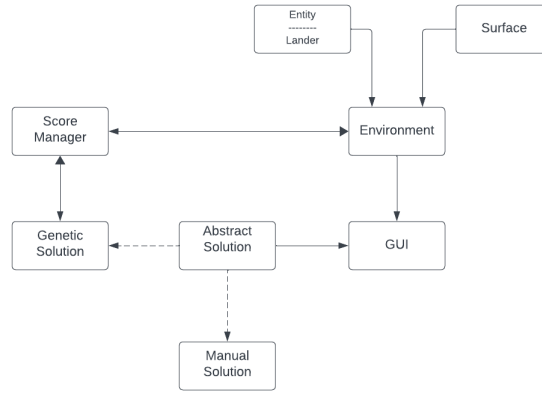 Entity
--------
Lander
Surface
Score
Manager
Environment
Genetic
Solution
Abstract
Solution
GUI
Manual
Solution